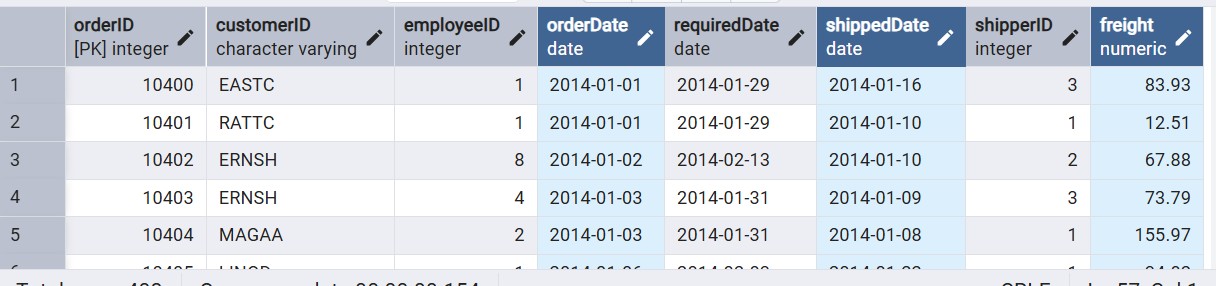 orderID customerID employeeID orderDate requiredDate shippedDate shipperID freight
[PK] integer character varying integer date date date integer numeric
1 10400 EASTC 1 2014-01-01 2014-01-29 2014-01-16 3 83.93
2 10401 RATTC 1 2014-01-01 2014-01-29 2014-01-10 1 12.51
3 10402 ERNSH 8 2014-01-02 2014-02-13 2014-01-10 2 67.88
4 10403 ERNSH 4 2014-01-03 2014-01-31 2014-01-09 3 73.79
5 10404 MAGAA 2 2014-01-03 2014-01-31 2014-01-08 1 155.97